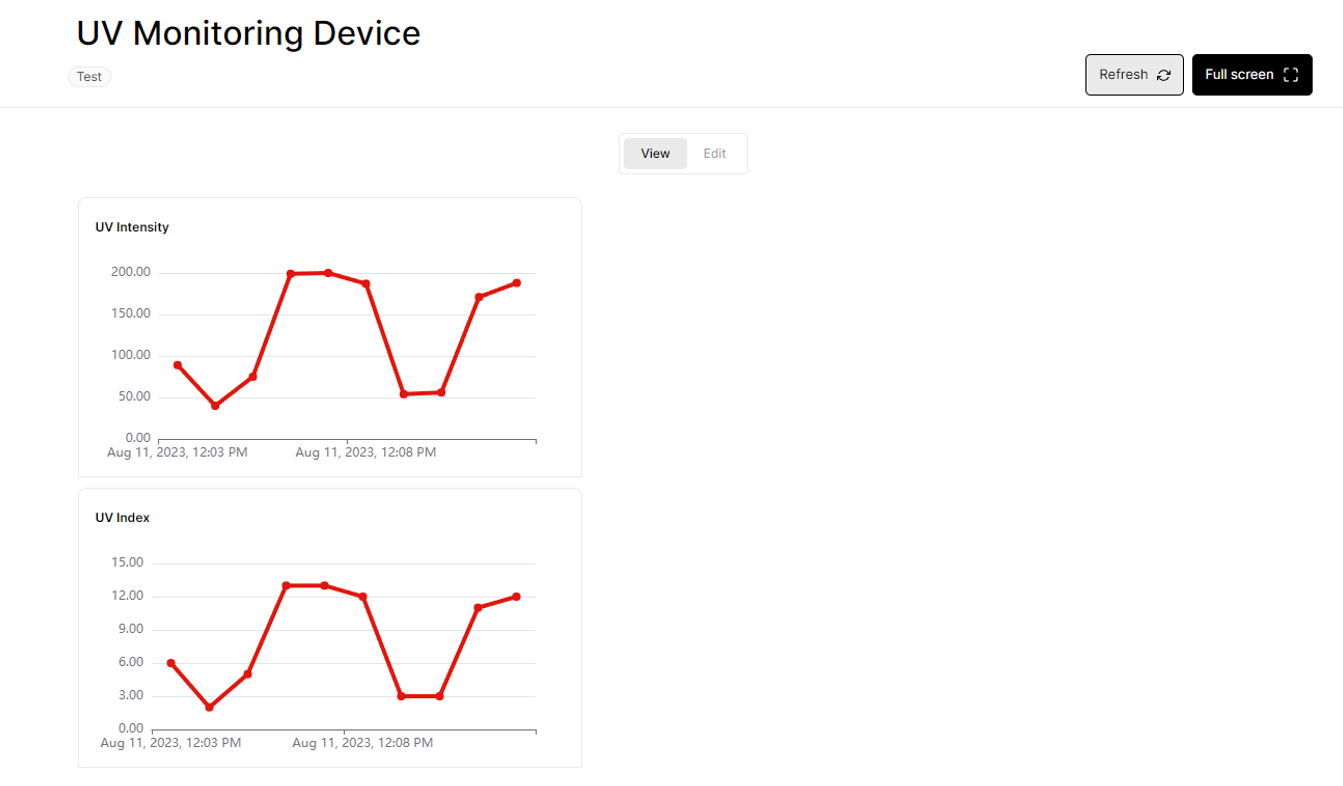 UV Monitoring Device
Test
Refresh
Full screen
View Edit
UV Intensity
200.00
150.00
100.00
50.00
0.00
Aug 11, 2023, 12:03 PM Aug 11, 2023, 12:08 PM
UV Index
15.00
12.00
9.00
6.00
3.00
0.00
Aug 11, 2023, 12:03 PM Aug 11, 2023, 12:08 PM